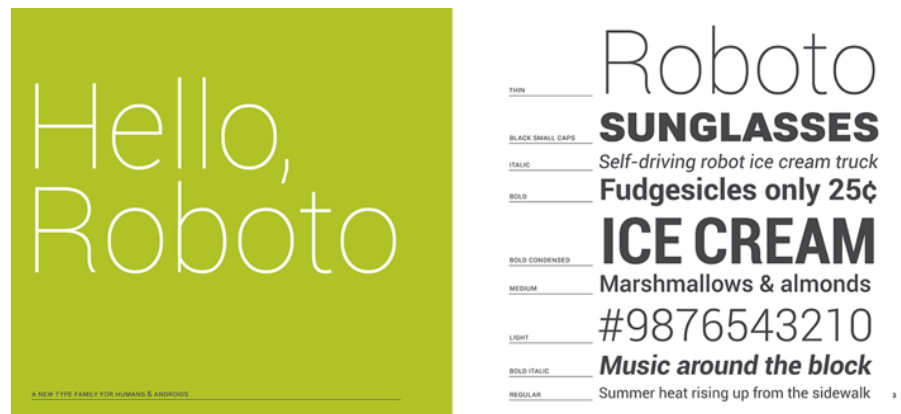 Hello,
Roboto
A NEW TYPE FAMILY FOR HUMANS & ANDROIDS
THIN
Roboto
BLACK SMALL CAPS
SUNGLASSES
ITALIC
Self-driving robot ice cream truck
BOLD
Fudgesicles only 25¢
BOLD CONDENSED
ICE CREAM
MEDIUM
Marshmallows & almonds
LIGHT
#9876543210
BOLD ITALIC
Music around the block
REGULAR
Summer heat rising up from the sidewalk
3